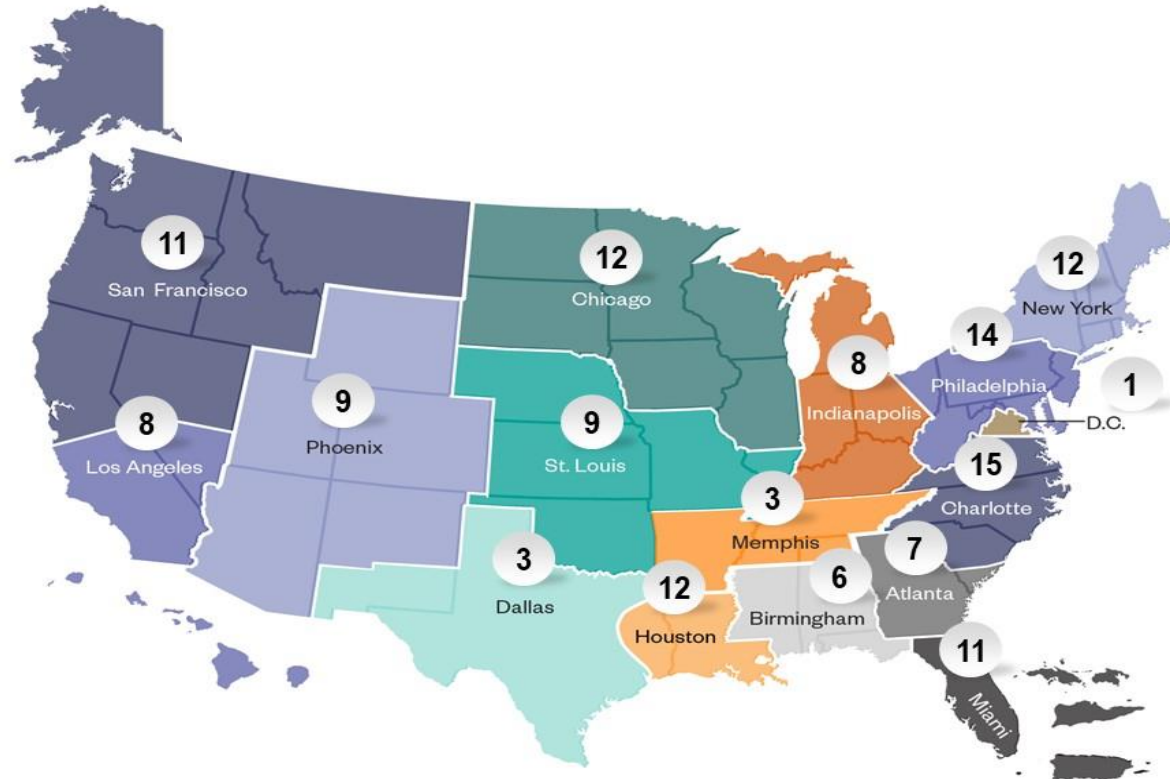 11
San Francisco
12
Chicago
12
New York
14
Philadelphia
1
D.C.
8
Indianapolis
9
Phoenix
8
Los Angeles
9
St. Louis
15
Charlotte
3
Memphis
3
Dallas
7
Atlanta
6
Birmingham
12
Houston
11
Miami